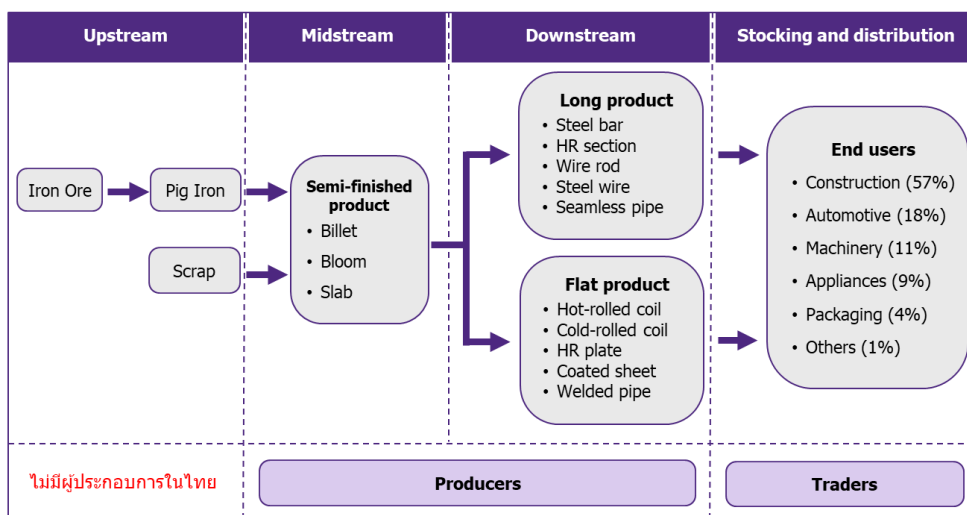 Upstream
Midstream
Downstream
Stocking and distribution
Iron Ore
Pig Iron
Scrap
Semi-finished
product
• Billet
• Bloom
• Slab
Long product
• Steel bar
• HR section
• Wire rod
• Steel wire
• Seamless pipe
Flat product
• Hot-rolled coil
• Cold-rolled coil
• HR plate
• Coated sheet
• Welded pipe
End users
• Construction (57%)
• Automotive (18%)
• Machinery (11%)
• Appliances (9%)
• Packaging (4%)
• Others (1%)
ไม่มีผู้ประกอบการในไทย
Producers
Traders